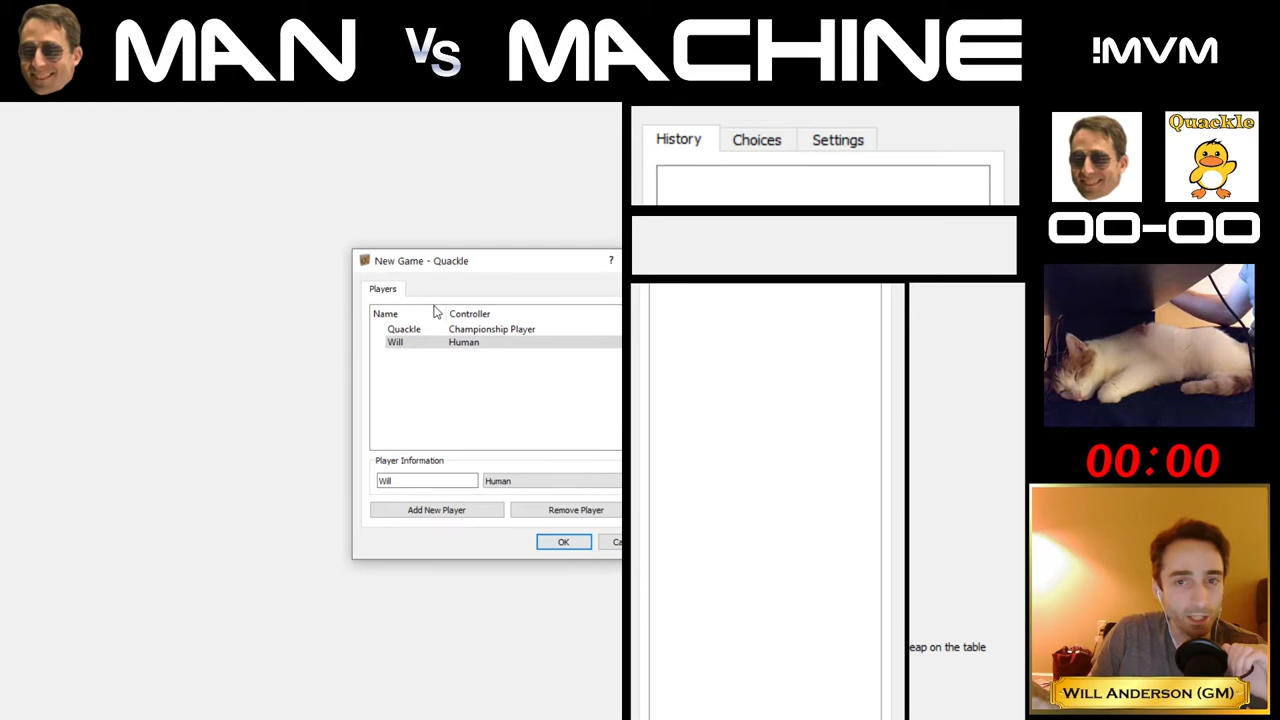 MAN VS MACHINE !MVM
History Choices Settings
Quackle
00-00
New Game - Quackle ?
Players
Name Controller
Quackle Championship Player
Will Human
00:00
Player Information
Will Human
Add New Player Remove Player
OK Ca
eap on the table
WILL ANDERSON (GM)